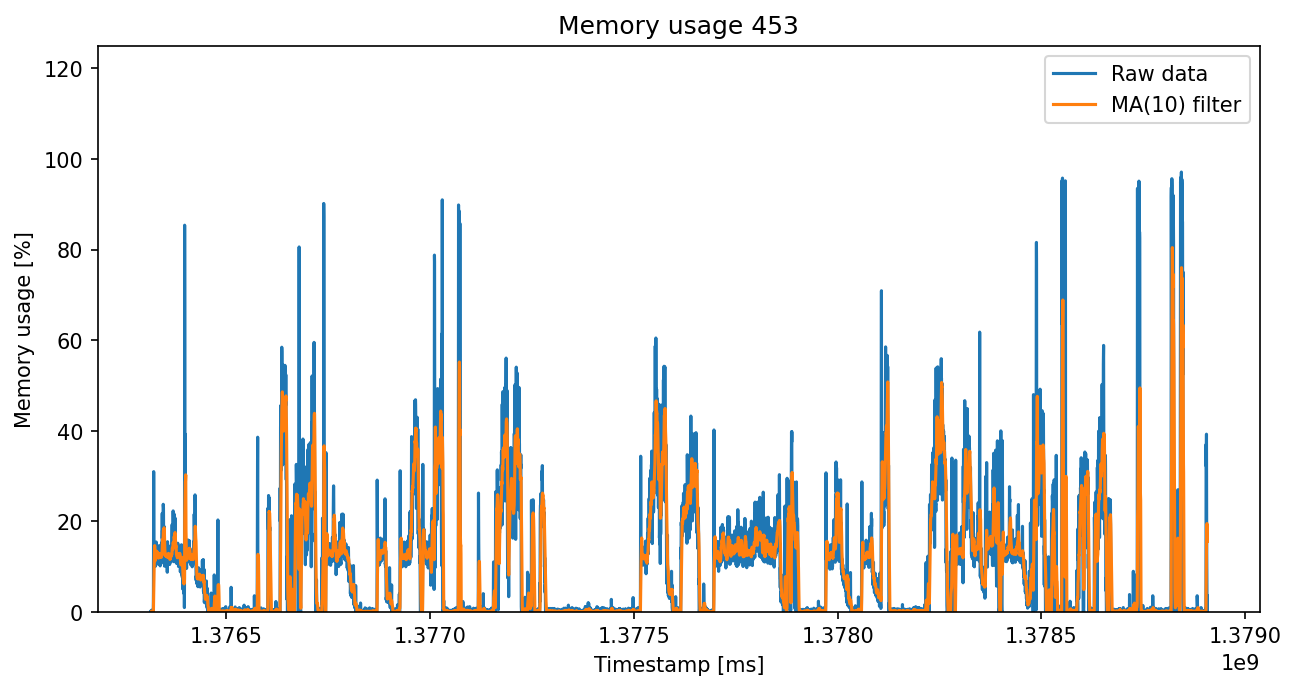 Memory usage 453
Raw data
MA(10) filter
Memory usage [%]
120
100
80
60
40
20
0
1.3765 1.3770 1.3775 1.3780 1.3785 1.3790
1e9
Timestamp [ms]